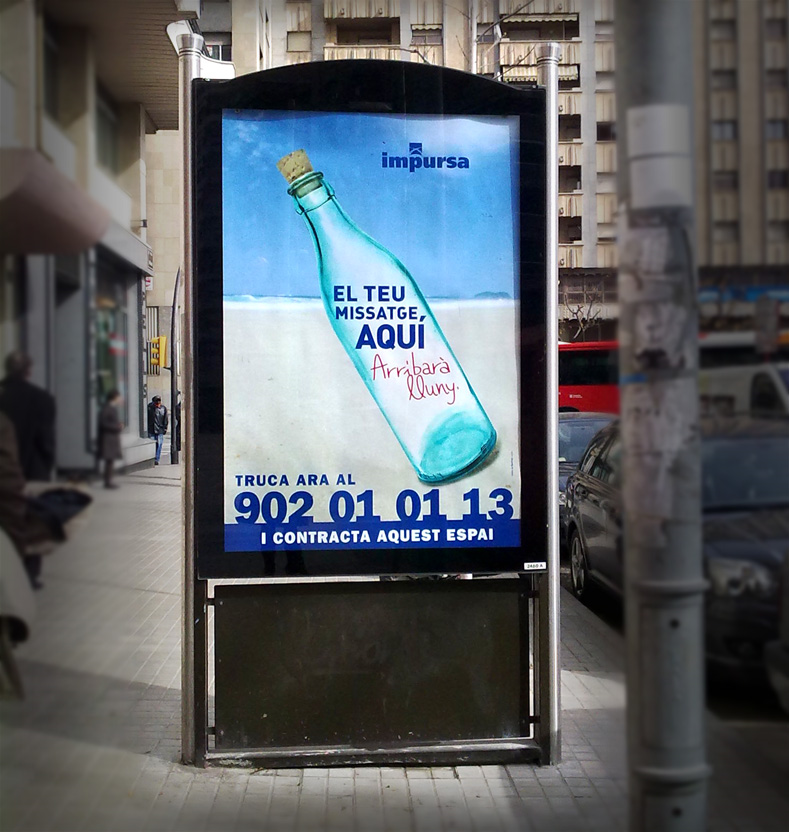 impursa
EL TEU
MISSATGE,
AQUÍ
Arribarà
lluny.
TRUCA ARA AL
902 01 01 13
I CONTRACTA AQUEST ESPAI